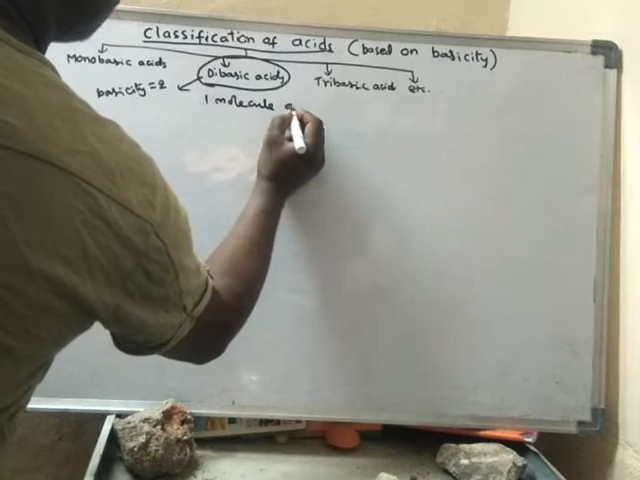 Classification of acids (based on basicity)
Monobasic acids Dibasic acids Tribasic acid etc.
basicity = 2
1 molecule